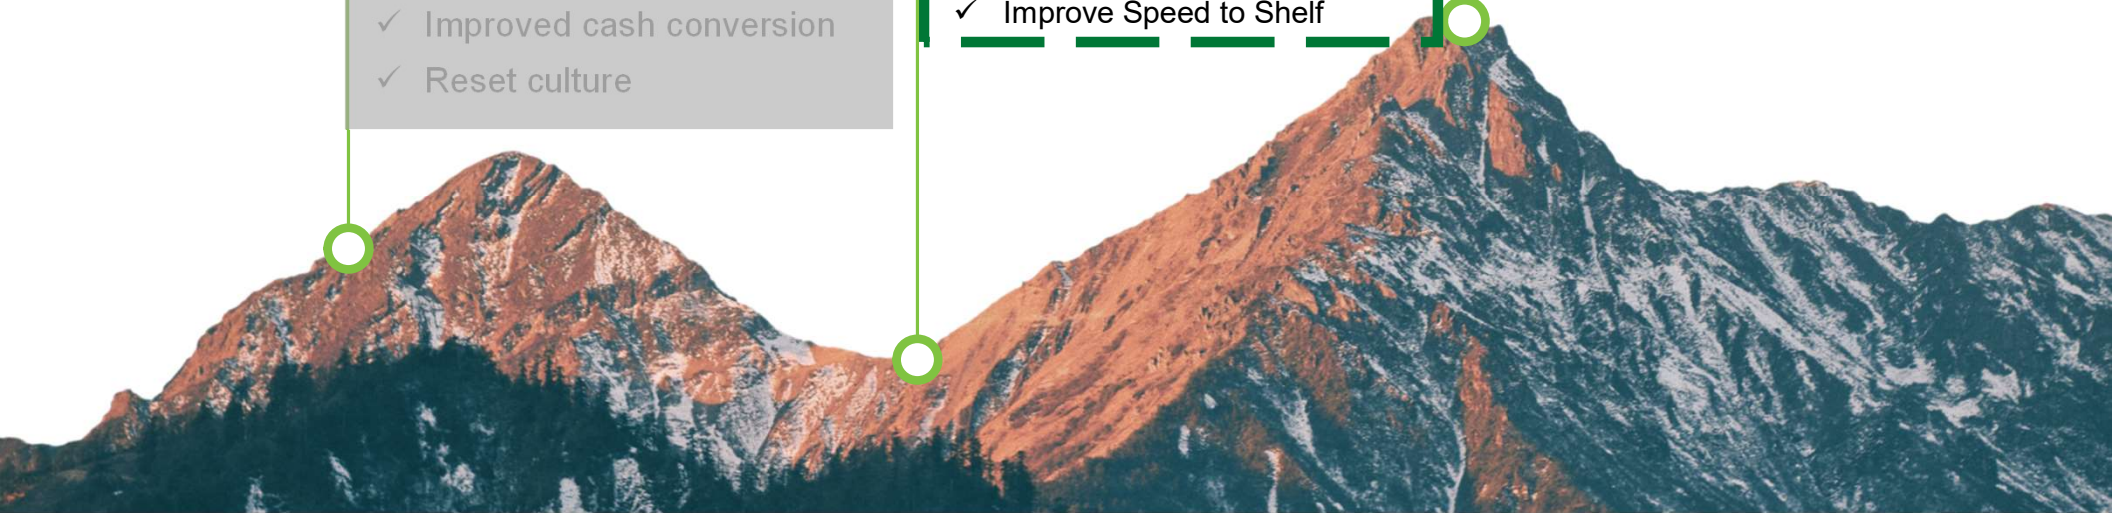 ✓ Improve Speed to Shelf
✓ Improved cash conversion
✓ Reset culture